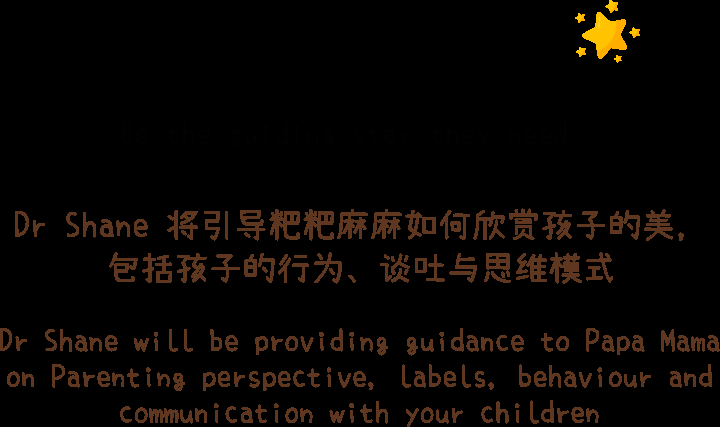 Dr Shane 将引导粑粑麻麻如何欣赏孩子的美,
包括孩子的行为、谈吐与思维模式
Dr Shane will be providing guidance to Papa Mama
on Parenting perspective, labels, behaviour and
communication with your children